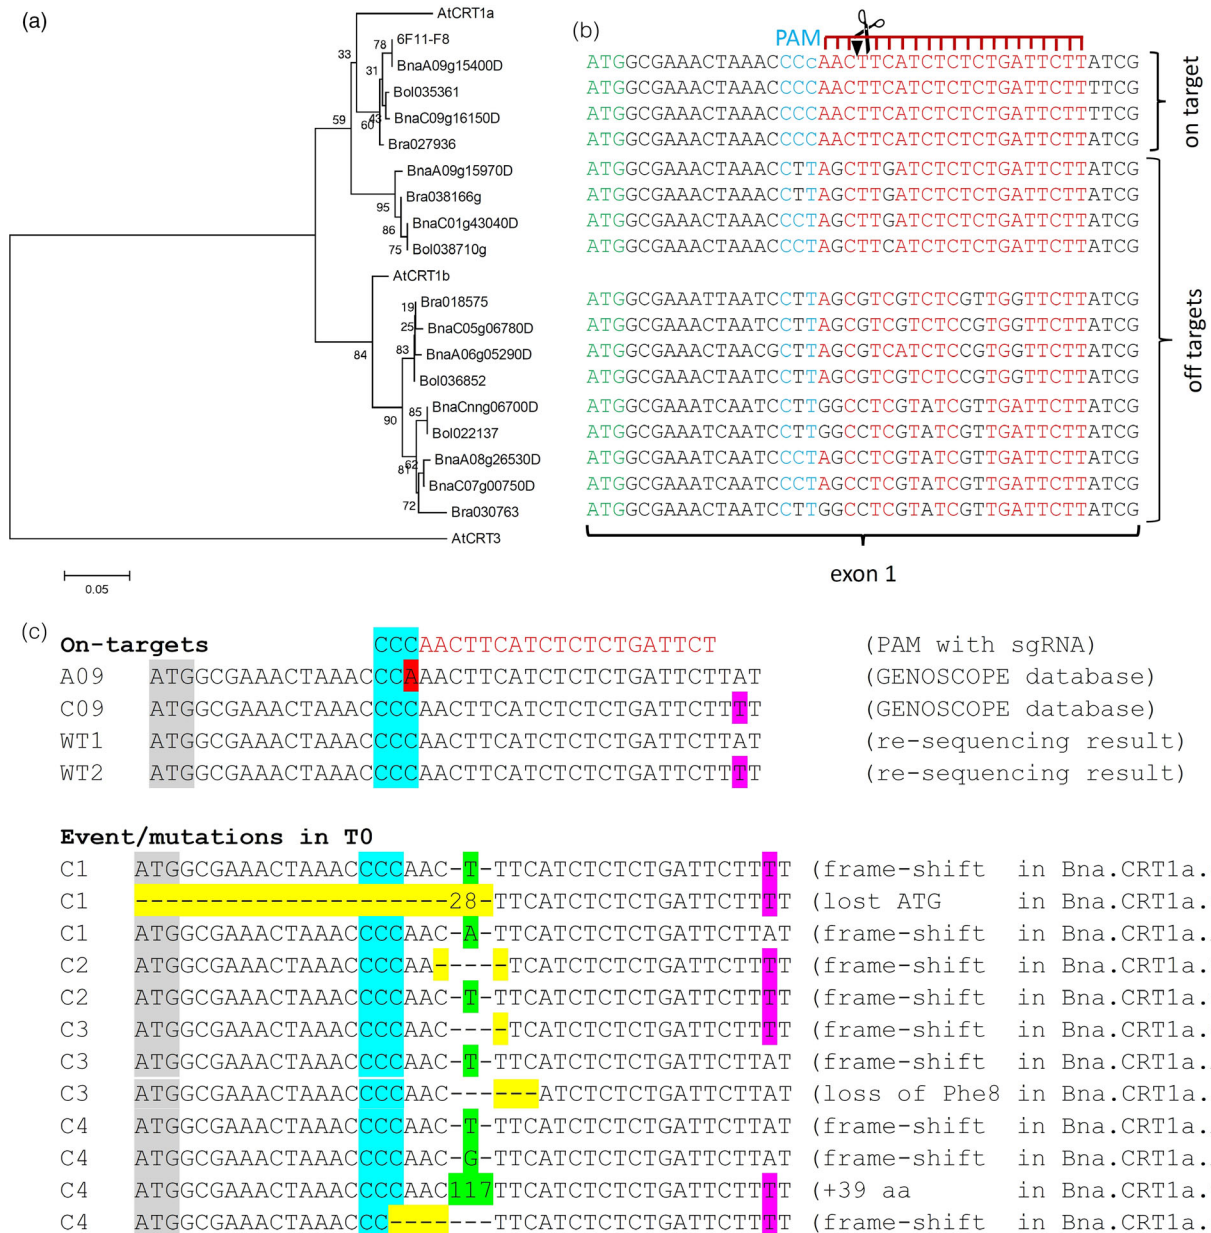 (a)
AtCRT1a
33
78
6F11-F8
31
BnaA09g15400D
Bol035361
43
BnaC09g16150D
59
60
Bra027936
BnaA09g15970D
95
Bra038166g
86
BnaC01g43040D
75
Bol038710g
AtCRT1b
19
Bra018575
25
BnaC05g06780D
84
83
BnaA06g05290D
Bol036852
85
BnaCnng06700D
90
Bol022137
62
81
BnaA08g26530D
BnaC07g00750D
72
Bra030763
AtCRT3
0.05
(b)
PAM
ATGGCGAAACTAAACCCcAACTTCATCTCTCTGATTCTTATCG
ATGGCGAAACTAAACCCCAACTTCATCTCTCTGATTCTTTTCG
ATGGCGAAACTAAACCCCAACTTCATCTCTCTGATTCTTTTCG
ATGGCGAAACTAAACCCCAACTTCATCTCTCTGATTCTTATCG
ATGGCGAAACTAAACCTTAGCTTGATCTCTCTGATTCTTATCG
ATGGCGAAACTAAACCTTAGCTTGATCTCTCTGATTCTTATCG
ATGGCGAAACTAAACCCTAGCTTGATCTCTCTGATTCTTATCG
ATGGCGAAACTAAACCCTAGCTTCATCTCTCTGATTCTTATCG
ATGGCGAAATTAATCCTTAGCGTCGTCTCGTTGGTTCTTATCG
ATGGCGAAACTAATCCTTAGCGTCGTCTCCGTGGTTCTTATCG
ATGGCGAAACTAACGCTTAGCGTCATCTCCGTGGTTCTTATCG
ATGGCGAAACTAATCCTTAGCGTCGTCTCCGTGGTTCTTATCG
ATGGCGAAATCAATCCTTGGCCTCGTATCGTTGATTCTTATCG
ATGGCGAAATCAATCCTTGGCCTCGTATCGTTGATTCTTATCG
ATGGCGAAATCAATCCCTAGCCTCGTATCGTTGATTCTTATCG
ATGGCGAAATCAATCCCTAGCCTCGTATCGTTGATTCTTATCG
ATGGCGAAATCAATCCTTGGCCTCGTATCGTTGATTCTTATCG
on target
off targets
exon 1
(c)
On-targets CCCAACTTCATCTCTCTGATTCT (PAM with sgRNA)
A09 ATGGCGAAACTAAACCCAAACTTCATCTCTCTGATTCTTAT (GENOSCOPE database)
C09 ATGGCGAAACTAAACCCCAACTTCATCTCTCTGATTCTTTT (GENOSCOPE database)
WT1 ATGGCGAAACTAAACCCCAACTTCATCTCTCTGATTCTTAT (re-sequencing result)
WT2 ATGGCGAAACTAAACCCCAACTTCATCTCTCTGATTCTTTT (re-sequencing result)
Event/mutations in T0
C1 ATGGCGAAACTAAACCCCAAC-T-TTCATCTCTCTGATTCTTTT (frame-shift in Bna.CRT1a.
C1 ---------------------28-TTCATCTCTCTGATTCTTTT (lost ATG in Bna.CRT1a.
C1 ATGGCGAAACTAAACCCCAAC-A-TTCATCTCTCTGATTCTTAT (frame-shift in Bna.CRT1a.
C2 ATGGCGAAACTAAACCCCAA-----TCATCTCTCTGATTCTTTT (frame-shift in Bna.CRT1a.
C2 ATGGCGAAACTAAACCCCAAC-T-TTCATCTCTCTGATTCTTTT (frame-shift in Bna.CRT1a.
C3 ATGGCGAAACTAAACCCCAAC----TCATCTCTCTGATTCTTTT (frame-shift in Bna.CRT1a.
C3 ATGGCGAAACTAAACCCCAAC-T-TTCATCTCTCTGATTCTTAT (frame-shift in Bna.CRT1a.
C3 ATGGCGAAACTAAACCCCAAC------ATCTCTCTGATTCTTAT (loss of Phe8 in Bna.CRT1a.
C4 ATGGCGAAACTAAACCCCAAC-T-TTCATCTCTCTGATTCTTAT (frame-shift in Bna.CRT1a.
C4 ATGGCGAAACTAAACCCCAAC-G-TTCATCTCTCTGATTCTTAT (frame-shift in Bna.CRT1a.
C4 ATGGCGAAACTAAACCCCAAC117TTCATCTCTCTGATTCTTTT (+39 aa in Bna.CRT1a.
C4 ATGGCGAAACTAAACCC-------TTCATCTCTCTGATTCTTTT (frame-shift in Bna.CRT1a.